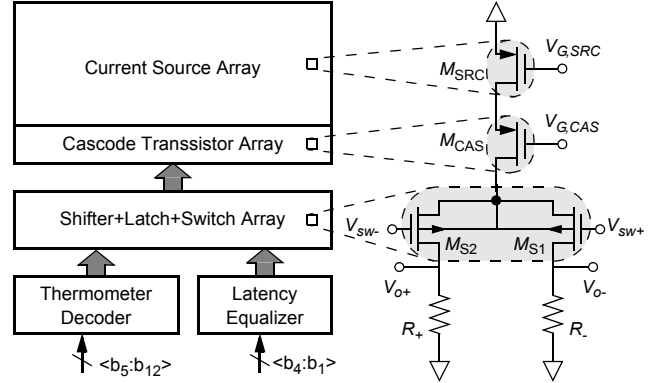 Current Source Array
Cascode Transsistor Array
Shifter+Latch+Switch Array
Thermometer
Decoder
Latency
Equalizer
<b5:b12>
<b4:b1>
VG,SRC
MSRC
VG,CAS
MCAS
Vsw-
MS2
MS1
Vsw+
Vo+
Vo-
R+
R-